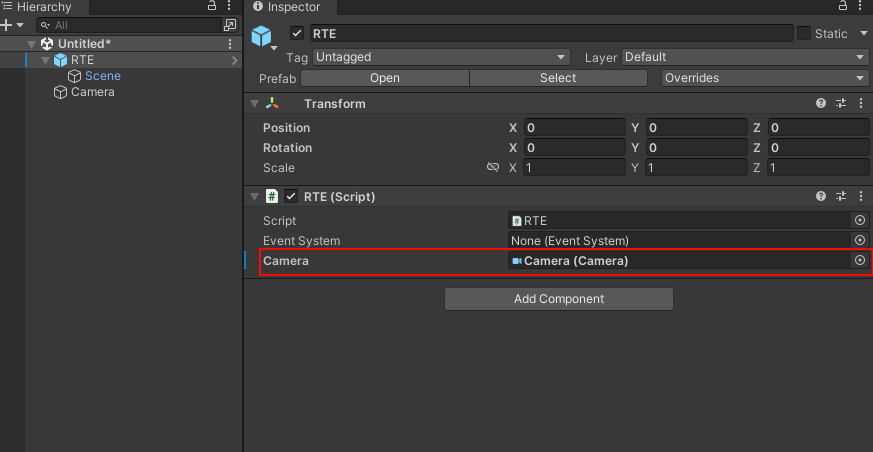 Hierarchy
All
Untitled*
RTE
Scene
Camera
Inspector
RTE
Static
Tag Untagged Layer Default
Prefab Open Select Overrides
Transform
Position X 0 Y 0 Z 0
Rotation X 0 Y 0 Z 0
Scale X 1 Y 1 Z 1
# RTE (Script)
Script # RTE
Event System None (Event System)
Camera Camera (Camera)
Add Component